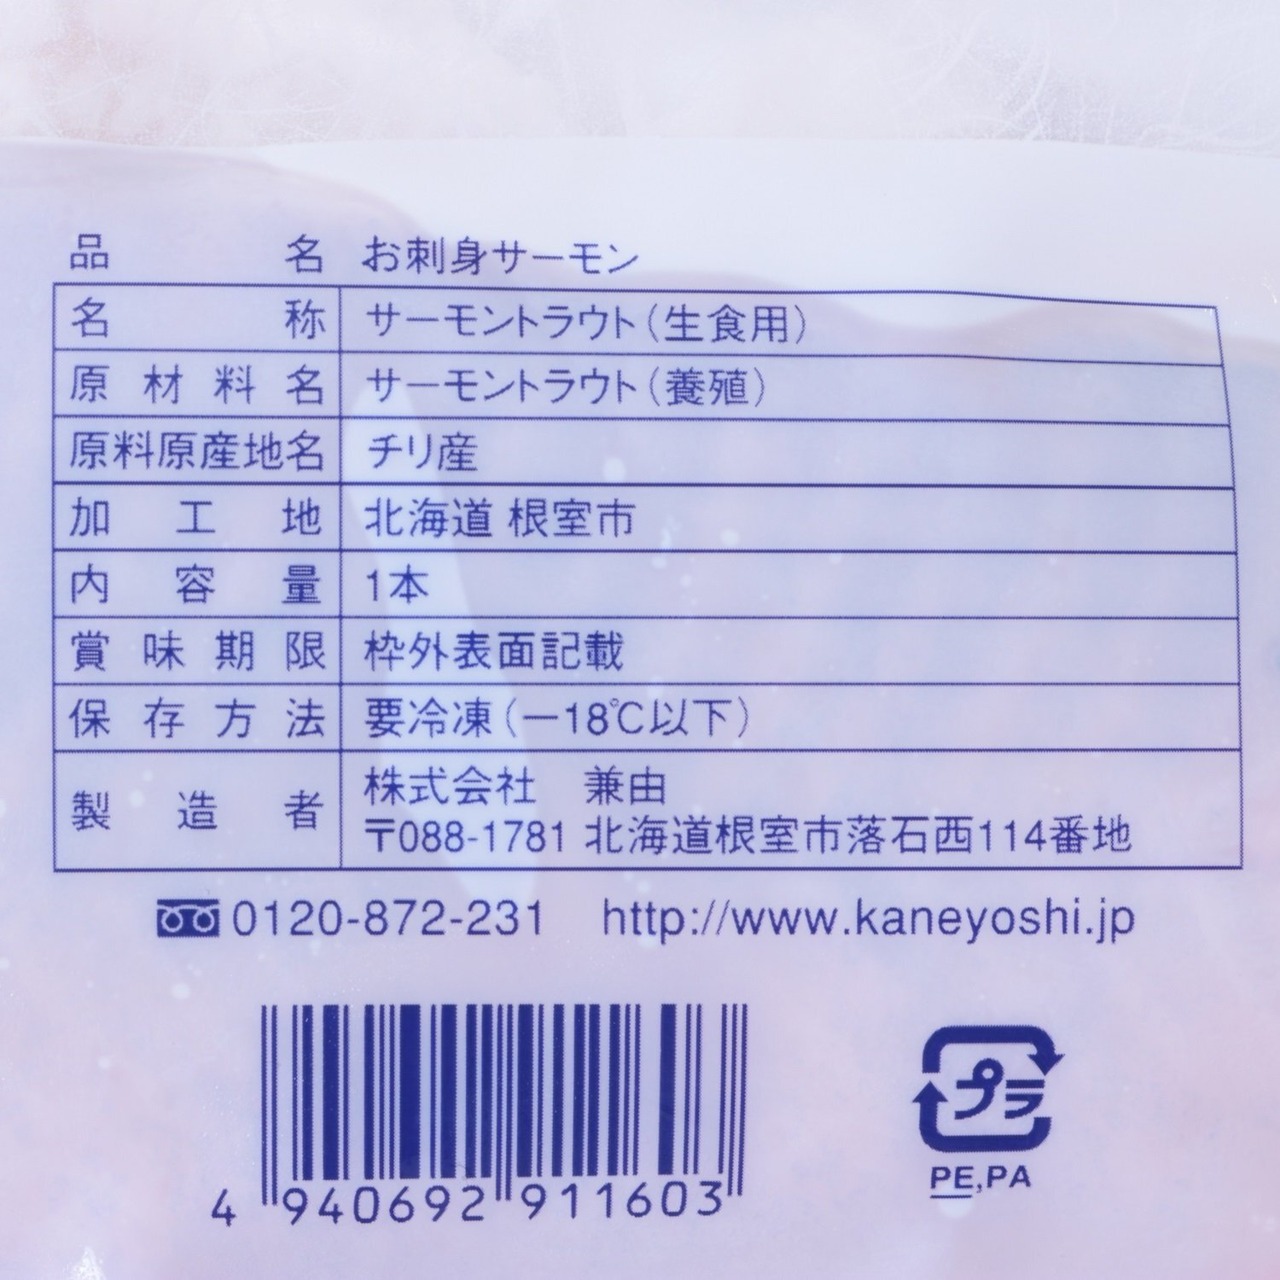 品名 お刺身サーモン
名称 サーモントラウト(生食用)
原材料名 サーモントラウト(養殖)
原料原産地名 チリ産
加工地 北海道 根室市
内容量 1本
賞味期限 枠外表面記載
保存方法 要冷凍(－18℃以下)
製造者 株式会社 兼由
〒088-1781 北海道根室市落石西114番地
0120-872-231 http://www.kaneyoshi.jp
プラ
PE,PA
4 940692 911603